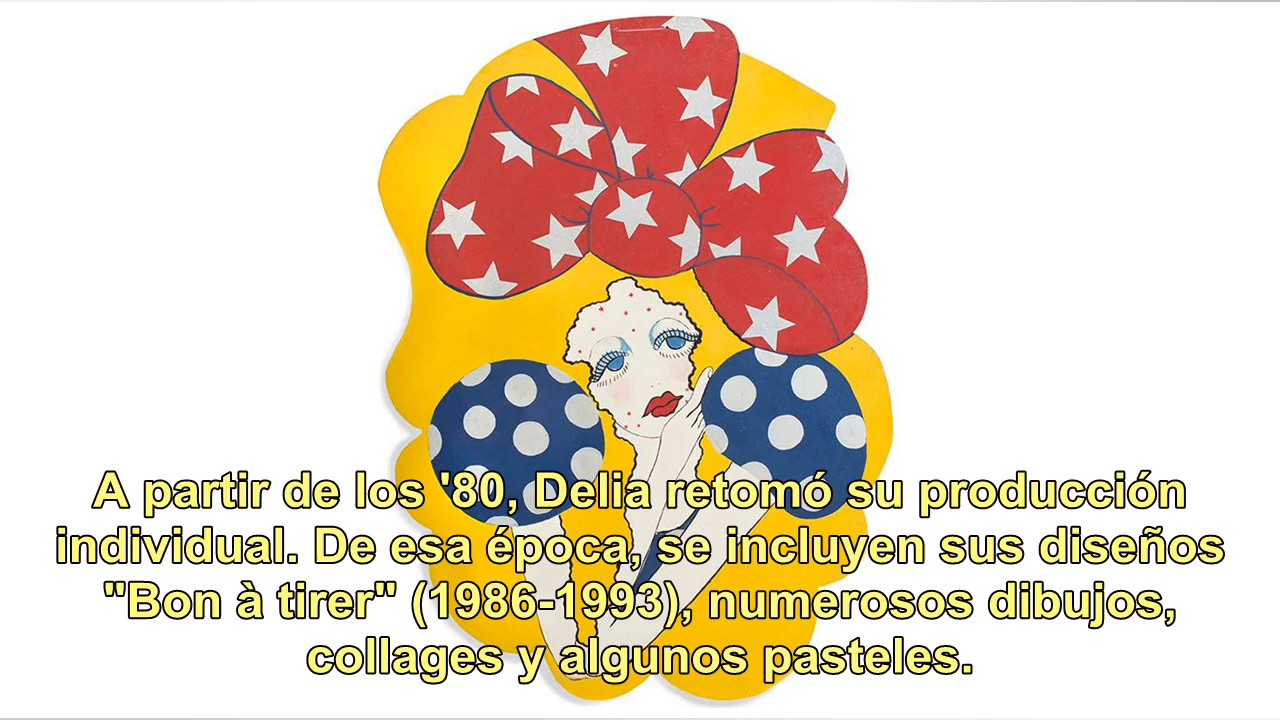 A partir de los '80, Delia retomó su producción
individual. De esa época, se incluyen sus diseños
"Bon à tirer" (1986-1993), numerosos dibujos,
collages y algunos pasteles.